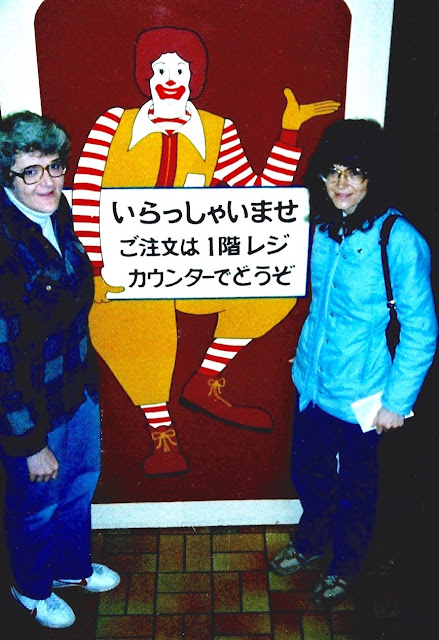 いらっしゃいませ
ご注文は1階レジ
カウンターでどうぞ